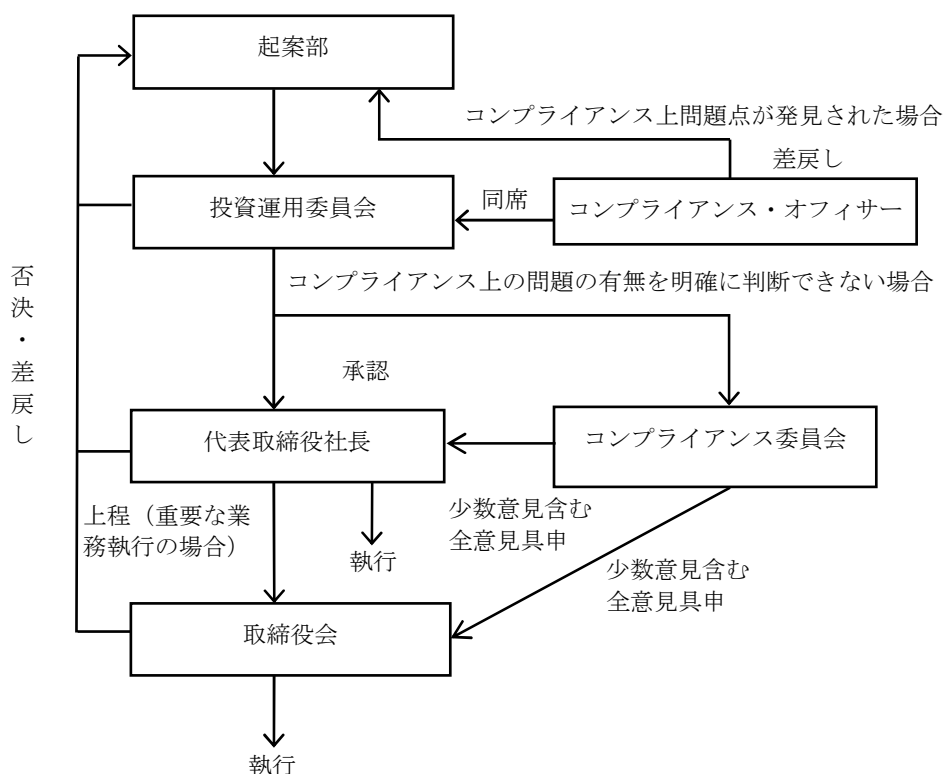 起案部
コンプライアンス上問題点が発見された場合
差戻し
投資運用委員会
同席
コンプライアンス・オフィサー
否決・差戻し
コンプライアンス上の問題の有無を明確に判断できない場合
承認
代表取締役社長
コンプライアンス委員会
上程（重要な業
務執行の場合）
執行
少数意見含む
全意見具申
少数意見含む
全意見具申
取締役会
執行